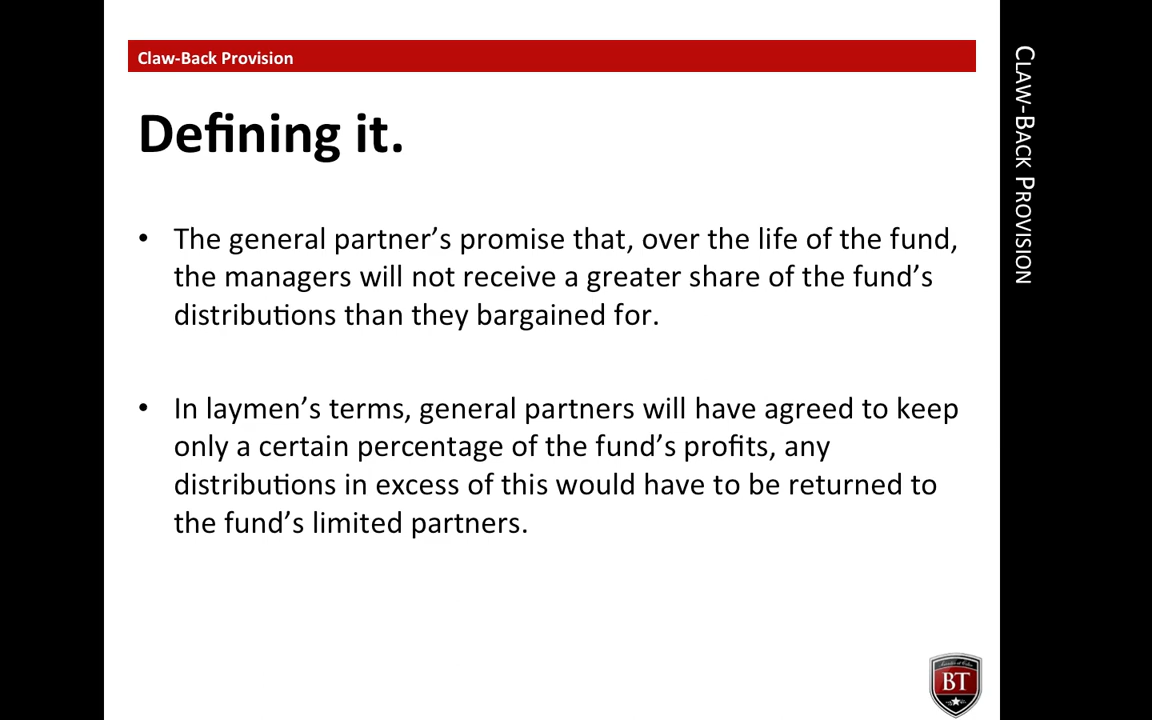 Claw-Back Provision
Defining it.
• The general partner’s promise that, over the life of the fund,
the managers will not receive a greater share of the fund’s
distributions than they bargained for.
• In laymen’s terms, general partners will have agreed to keep
only a certain percentage of the fund’s profits, any
distributions in excess of this would have to be returned to
the fund’s limited partners.
CLAW-BACK PROVISION
BT